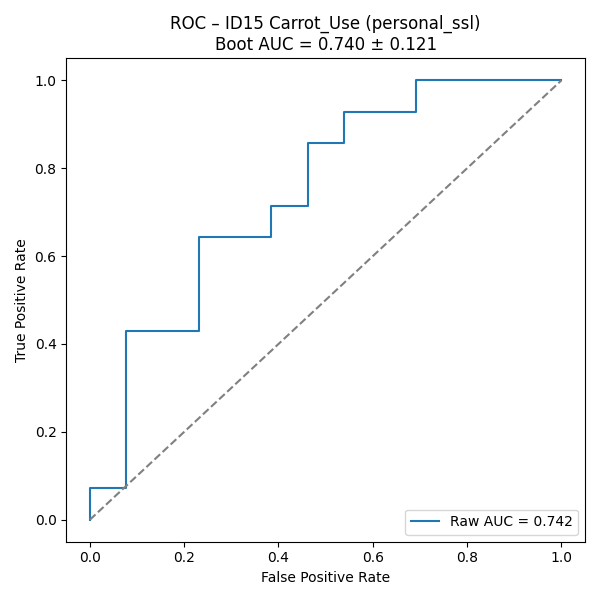 ROC – ID15 Carrot_Use (personal_ssl)
Boot AUC = 0.740 ± 0.121
True Positive Rate
1.0
0.8
0.6
0.4
0.2
0.0
Raw AUC = 0.742
0.0 0.2 0.4 0.6 0.8 1.0
False Positive Rate